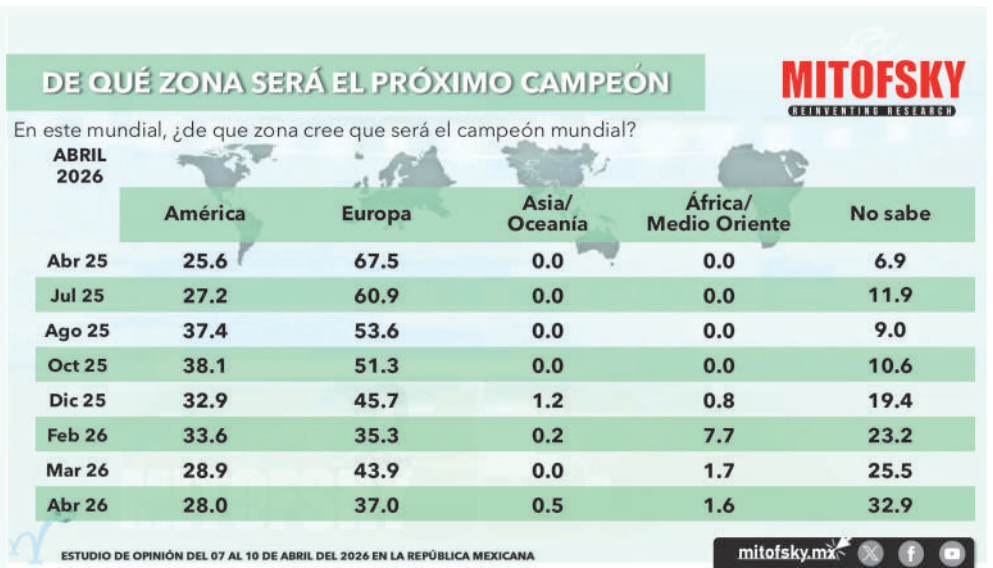 DE QUÉ ZONA SERÁ EL PRÓXIMO CAMPEÓN
MITOFSKY
REINVENTING RESEARCH
En este mundial, ¿de que zona cree que será el campeón mundial?
ABRIL
2026
América Europa Asia/ Oceanía África/ Medio Oriente No sabe
Abr 25 25.6 67.5 0.0 0.0 6.9
Jul 25 27.2 60.9 0.0 0.0 11.9
Ago 25 37.4 53.6 0.0 0.0 9.0
Oct 25 38.1 51.3 0.0 0.0 10.6
Dic 25 32.9 45.7 1.2 0.8 19.4
Feb 26 33.6 35.3 0.2 7.7 23.2
Mar 26 28.9 43.9 0.0 1.7 25.5
Abr 26 28.0 37.0 0.5 1.6 32.9
MITOFSKY
ESTUDIO DE OPINIÓN DEL 07 AL 10 DE ABRIL DEL 2026 EN LA REPÚBLICA MEXICANA
mitofsky.mx